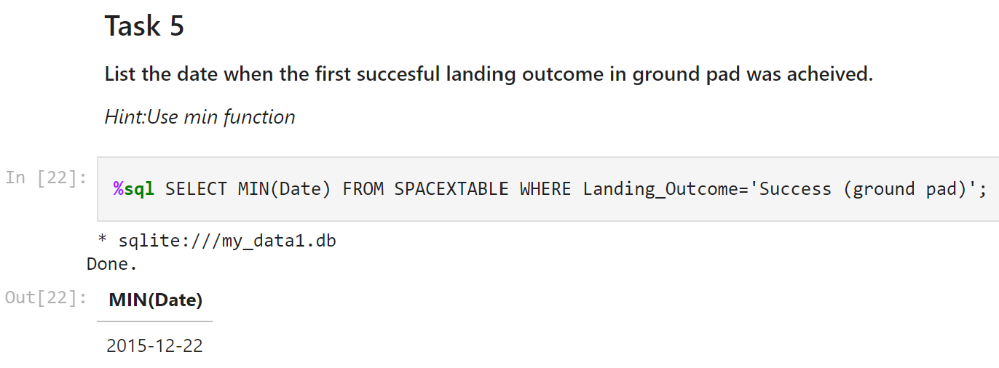 Task 5
List the date when the first succesful landing outcome in ground pad was acheived.
Hint:Use min function
In [22]: %sql SELECT MIN(Date) FROM SPACEXTABLE WHERE Landing_Outcome='Success (ground pad)';
* sqlite:///my_data1.db
Done.
Out[22]: MIN(Date)
2015-12-22